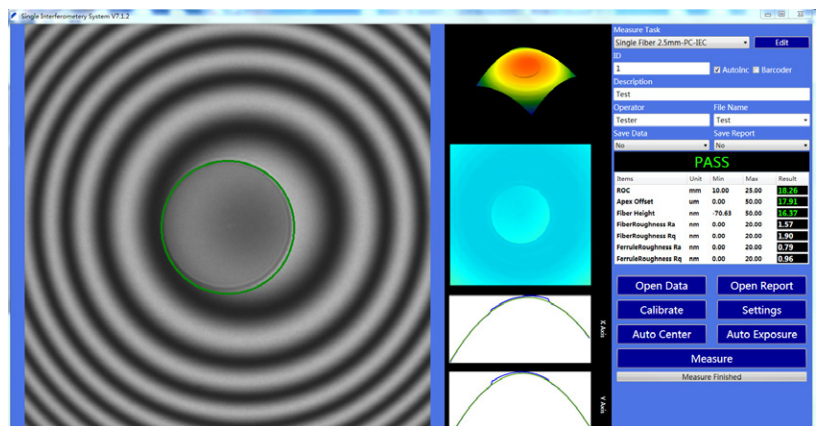 Single Interferometery System V7.1.2
Measure Task
Single Fiber 2.5mm-PC-IEC
Edit
ID
1
AutoInc
Barcoder
Description
Test
Operator File Name
Tester Test
Save Data Save Report
No No
PASS
Items Unit Min Max Result
ROC mm 10.00 25.00 18.26
Apex Offset um 0.00 50.00 17.91
Fiber Height nm -70.63 50.00 16.37
FiberRoughness Ra nm 0.00 20.00 1.57
FiberRoughness Rq nm 0.00 20.00 1.90
FerruleRoughness Ra nm 0.00 20.00 0.79
FerruleRoughness Rq nm 0.00 20.00 0.96
Open Data Open Report
Calibrate Settings
Auto Center Auto Exposure
Measure
Measure Finished
X Axis
Y Axis